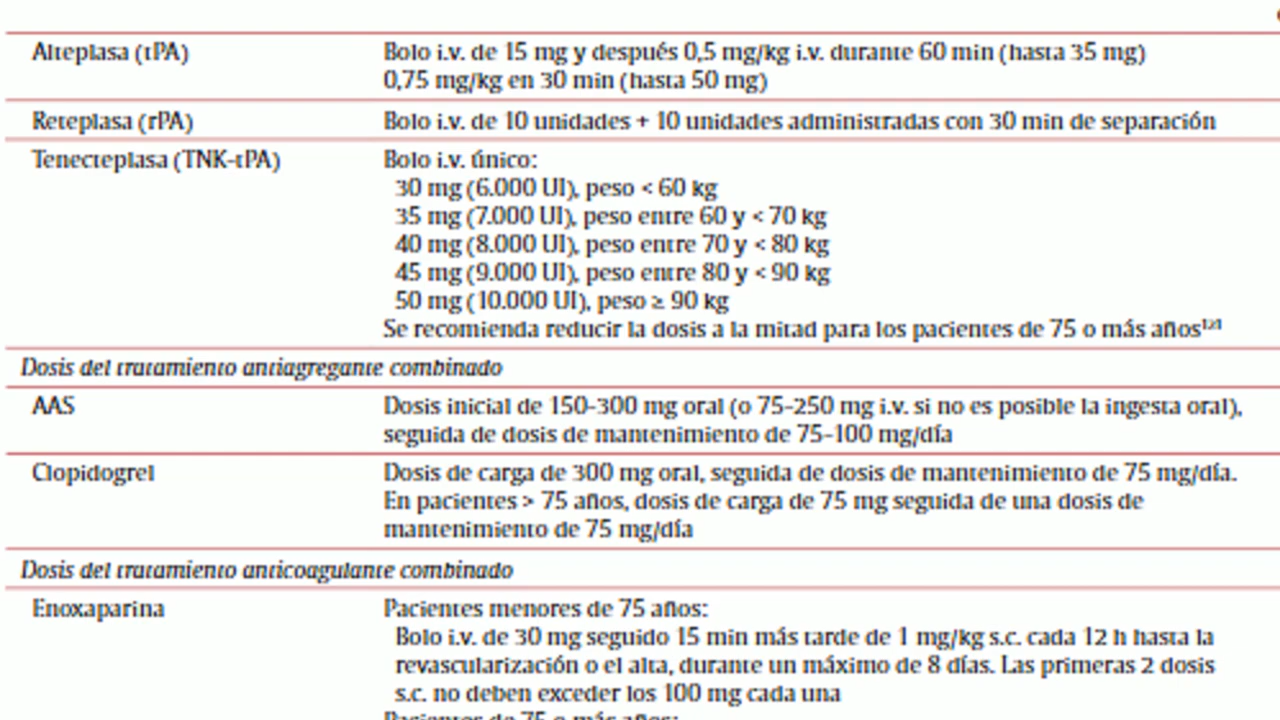 Alteplasa (tPA)
Bolo i.v. de 15 mg y después 0,5 mg/kg i.v. durante 60 min (hasta 35 mg)
0,75 mg/kg en 30 min (hasta 50 mg)
Reteplasa (rPA)
Bolo i.v. de 10 unidades + 10 unidades administradas con 30 min de separación
Tenecteplasa (TNK-tPA)
Bolo i.v. único:
30 mg (6.000 UI), peso < 60 kg
35 mg (7.000 UI), peso entre 60 y < 70 kg
40 mg (8.000 UI), peso entre 70 y < 80 kg
45 mg (9.000 UI), peso entre 80 y < 90 kg
50 mg (10.000 UI), peso ≥ 90 kg
Se recomienda reducir la dosis a la mitad para los pacientes de 75 o más años
Dosis del tratamiento antiagregante combinado
AAS
Dosis inicial de 150-300 mg oral (o 75-250 mg i.v. si no es posible la ingesta oral),
seguida de dosis de mantenimiento de 75-100 mg/día
Clopidogrel
Dosis de carga de 300 mg oral, seguida de dosis de mantenimiento de 75 mg/día.
En pacientes > 75 años, dosis de carga de 75 mg seguida de una dosis de
mantenimiento de 75 mg/día
Dosis del tratamiento anticoagulante combinado
Enoxaparina
Pacientes menores de 75 años:
Bolo i.v. de 30 mg seguido 15 min más tarde de 1 mg/kg s.c. cada 12 h hasta la
revascularización o el alta, durante un máximo de 8 días. Las primeras 2 dosis
s.c. no deben exceder los 100 mg cada una
Pacientes de 75 o más años: